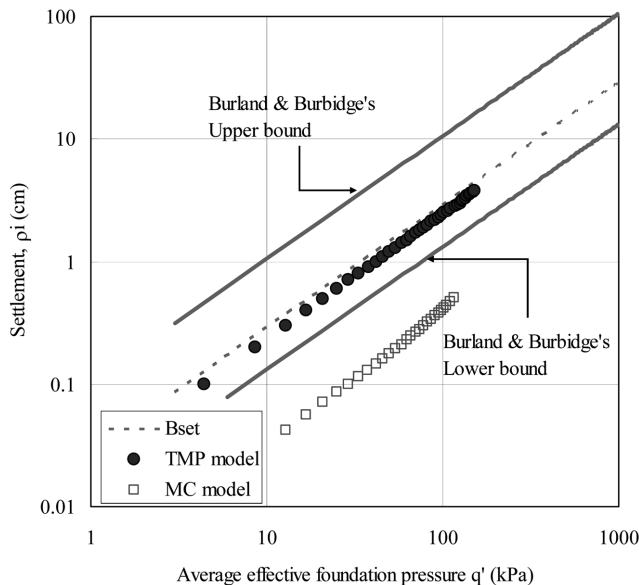 100
10
1
0.1
0.01
Settlement, ρi (cm)
Burland & Burbidge's
Upper bound
Burland & Burbidge's
Lower bound
Bset
TMP model
MC model
1
10
100
1000
Average effective foundation pressure q' (kPa)